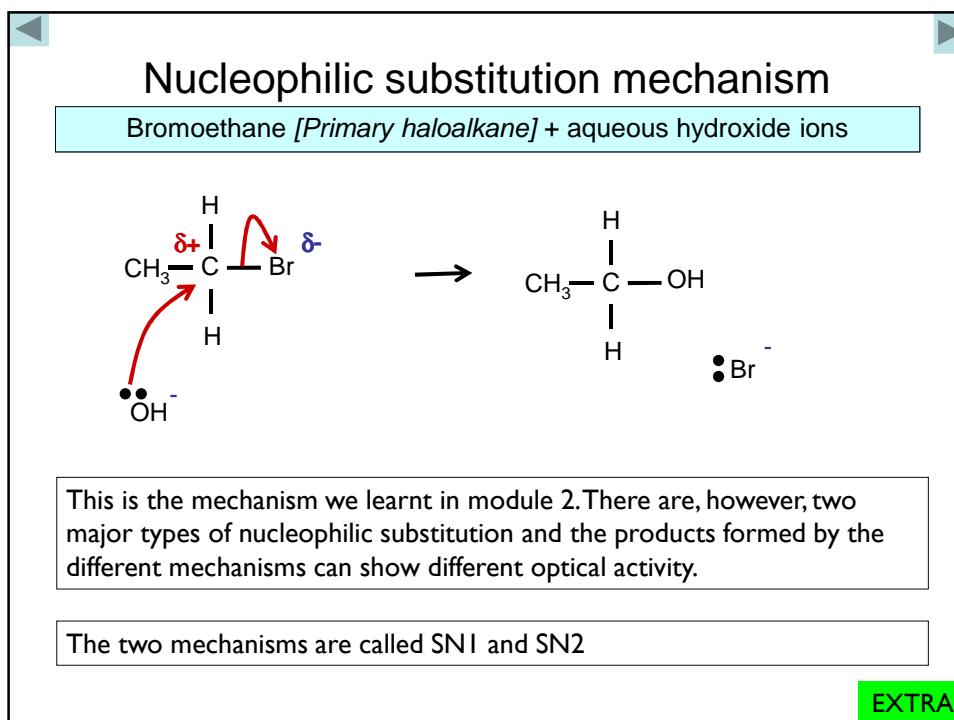 Nucleophilic substitution mechanism
Bromoethane [Primary haloalkane] + aqueous hydroxide ions
H
δ+ δ-
CH3 C Br
H
OH -
H
CH3 C OH
H
Br -
This is the mechanism we learnt in module 2. There are, however, two
major types of nucleophilic substitution and the products formed by the
different mechanisms can show different optical activity.
The two mechanisms are called SN1 and SN2
EXTRA